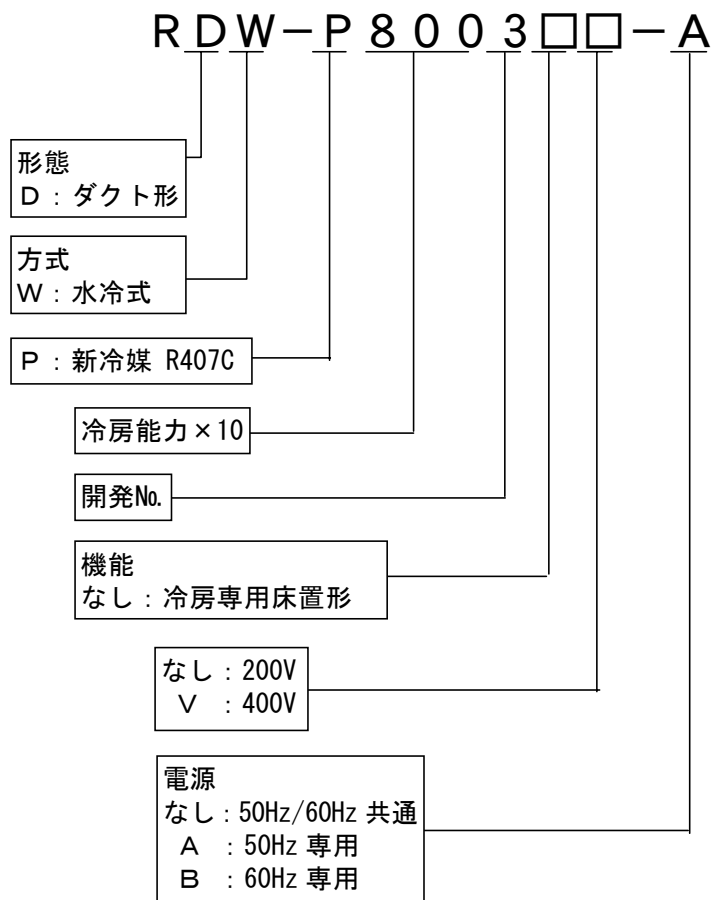 RDW－P8003□□－A
形態
D：ダクト形
方式
W：水冷式
P：新冷媒 R407C
冷房能力×10
開発No.
機能
なし：冷房専用床置形
なし：200V
V ：400V
電源
なし：50Hz/60Hz 共通
A ：50Hz 専用
B ：60Hz 専用